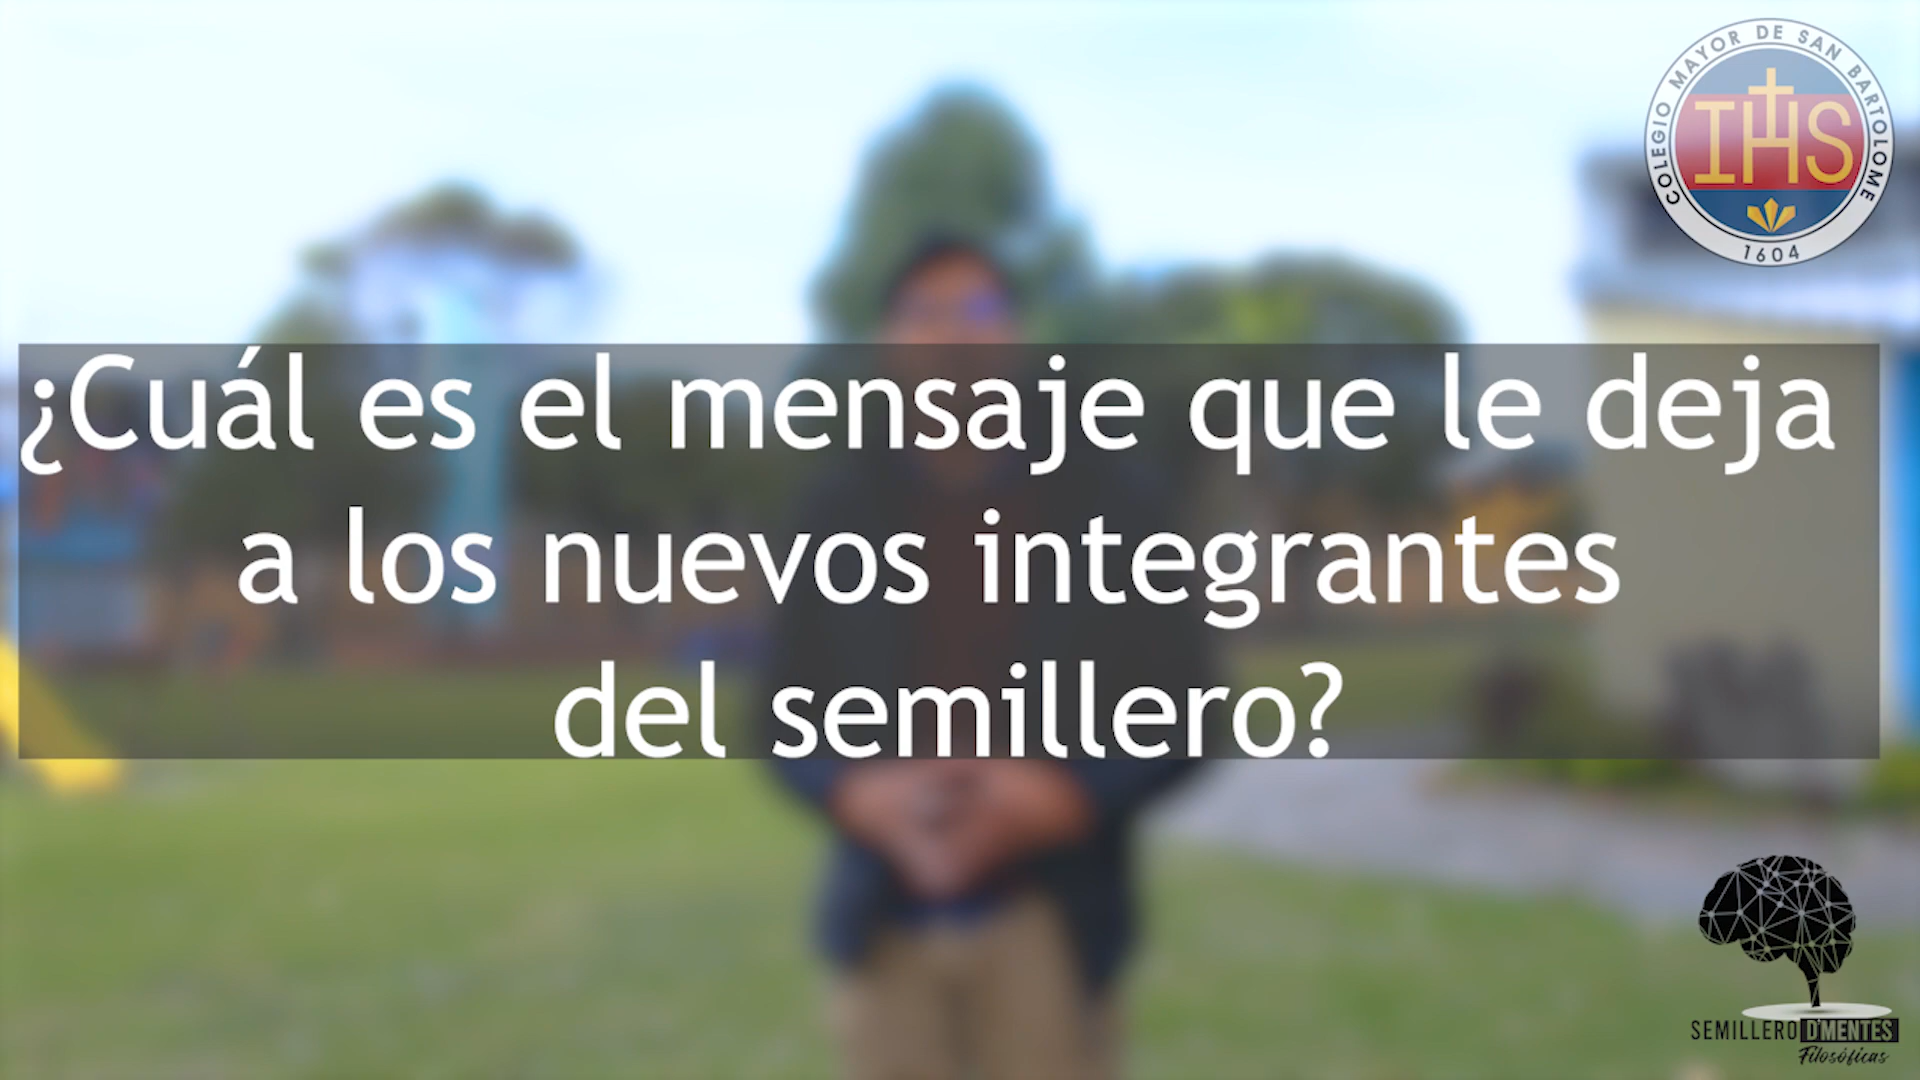 COLEGIO MAYOR DE SAN BARTOLOME
IHS
1604
¿Cuál es el mensaje que le deja
a los nuevos integrantes
del semillero?
SEMILLERO D'MENTES
Filosóficas